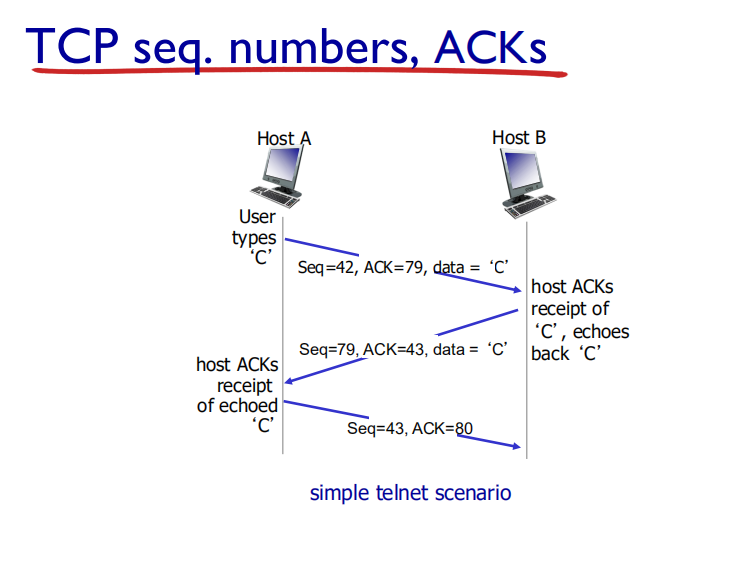 TCP seq. numbers, ACKs
Host A
Host B
User
types
‘C’
Seq=42, ACK=79, data = ‘C’
host ACKs
receipt of
‘C’, echoes
back ‘C’
Seq=79, ACK=43, data = ‘C’
host ACKs
receipt
of echoed
‘C’
Seq=43, ACK=80
simple telnet scenario